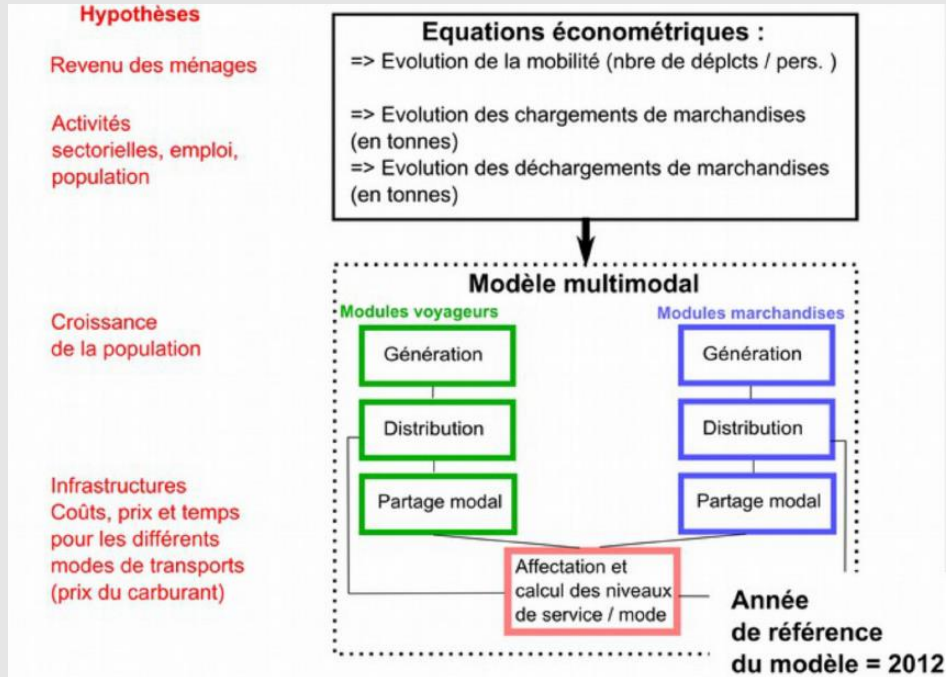 Hypothèses
Revenu des ménages
Activités
sectorielles, emploi,
population
Croissance
de la population
Infrastructures
Coûts, prix et temps
pour les différents
modes de transports
(prix du carburant)
Equations économétriques :
=> Evolution de la mobilité (nbre de déplcts / pers. )
=> Evolution des chargements de marchandises
(en tonnes)
=> Evolution des déchargements de marchandises
(en tonnes)
Modèle multimodal
Modules voyageurs
Génération
Distribution
Partage modal
Modules marchandises
Génération
Distribution
Partage modal
Affectation et
calcul des niveaux
de service / mode
Année
de référence
du modèle = 2012